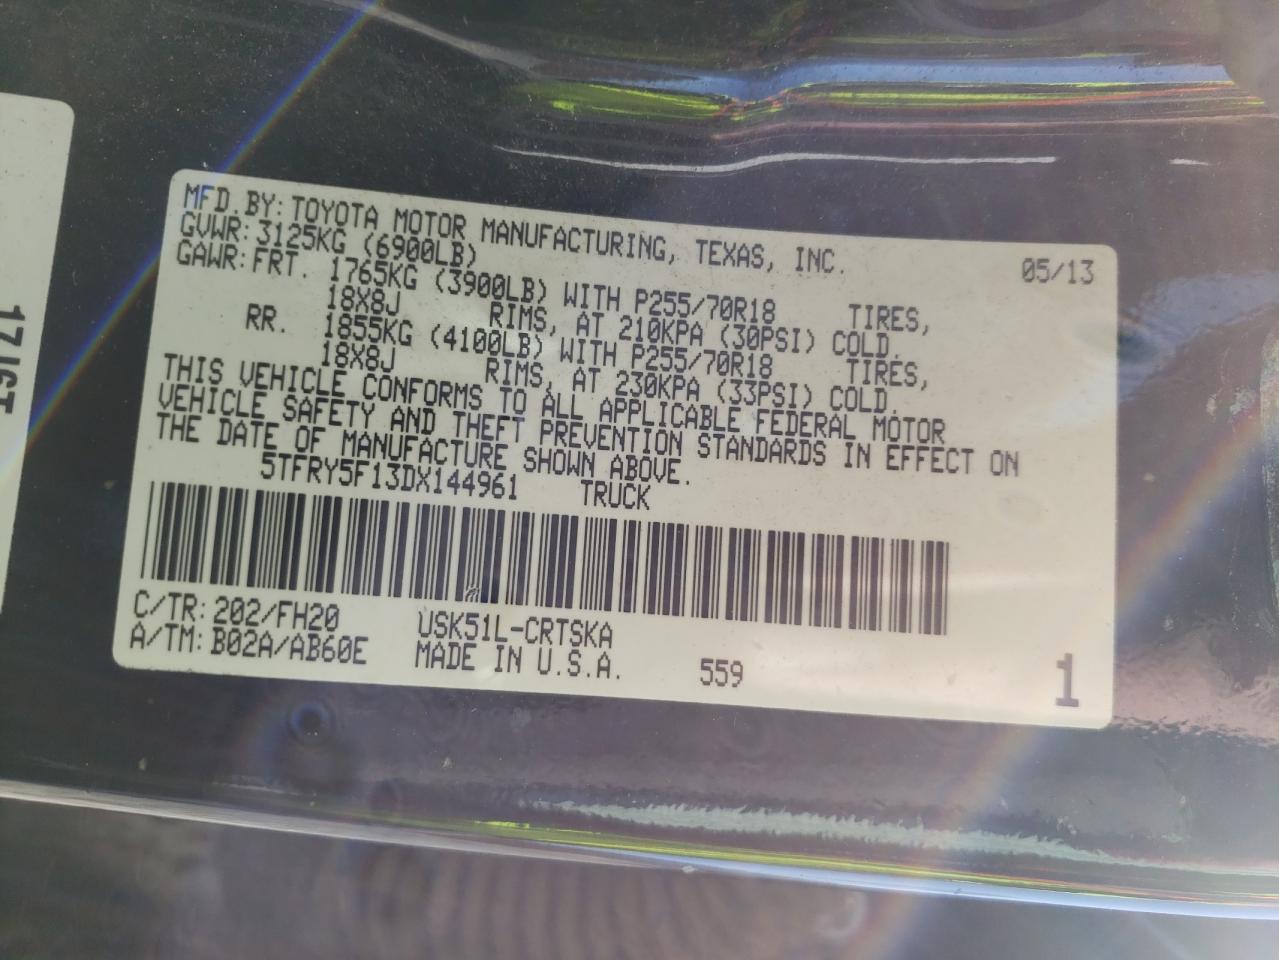 MFD. BY: TOYOTA MOTOR MANUFACTURING, TEXAS, INC. 05/13
GVWR: 3125KG (6900LB)
GAWR: FRT. 1765KG (3900LB) WITH P255/70R18 TIRES,
18X8J RIMS, AT 210KPA (30PSI) COLD.
RR. 1855KG (4100LB) WITH P255/70R18 TIRES,
18X8J RIMS, AT 230KPA (33PSI) COLD.
THIS VEHICLE CONFORMS TO ALL APPLICABLE FEDERAL MOTOR
VEHICLE SAFETY AND THEFT PREVENTION STANDARDS IN EFFECT ON
THE DATE OF MANUFACTURE SHOWN ABOVE.
5TFRY5F13DX144961 TRUCK
C/TR: 202/FH20 USK51L-CRTSKA
A/TM: B02A/AB60E MADE IN U.S.A. 559 1